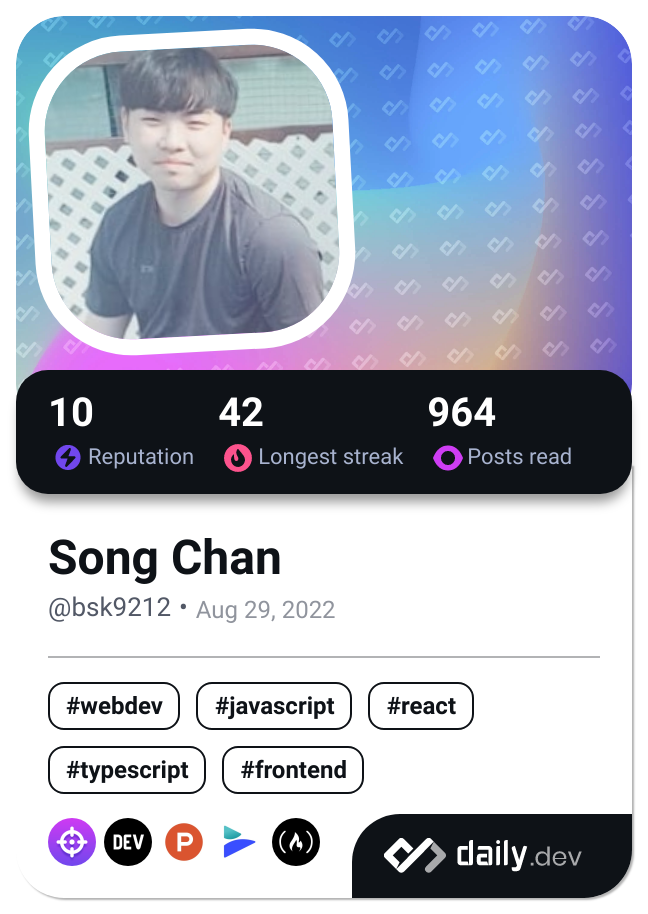 10 42 964
Reputation Longest streak Posts read
Song Chan
@bsk9212 • Aug 29, 2022
#webdev #javascript #react
#typescript #frontend
DEV P
daily.dev